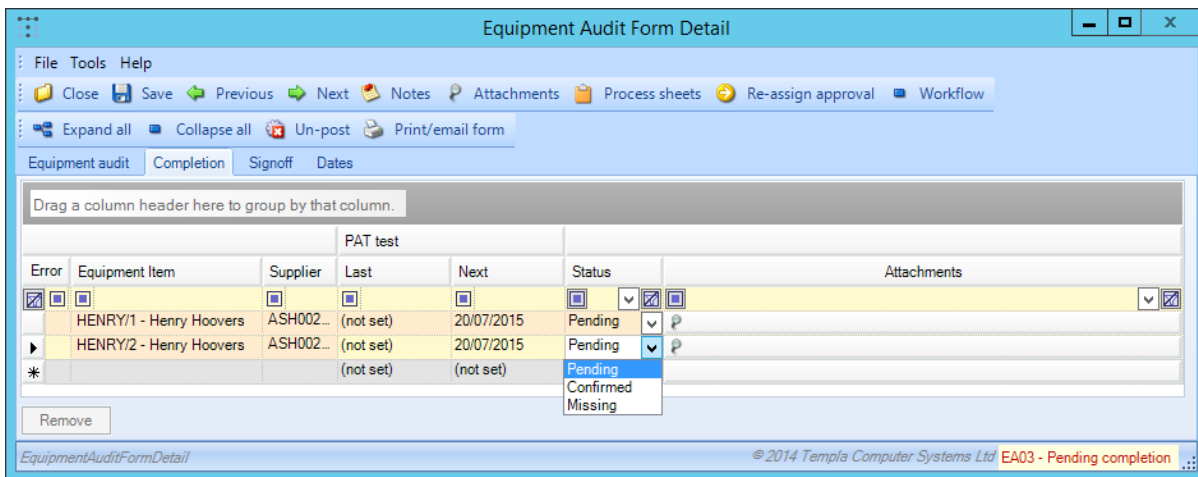 Equipment Audit Form Detail
File Tools Help
Close Save Previous Next Notes Attachments Process sheets Re-assign approval Workflow
Expand all Collapse all Un-post Print/email form
Equipment audit Completion Signoff Dates
Drag a column header here to group by that column.
PAT test
Error Equipment Item Supplier Last Next Status Attachments
HENRY/1 - Henry Hoovers ASH002... (not set) 20/07/2015 Pending
HENRY/2 - Henry Hoovers ASH002... (not set) 20/07/2015 Pending
(not set) (not set) Pending
Confirmed
Missing
Remove
EquipmentAuditFormDetail © 2014 Templa Computer Systems Ltd EA03 - Pending completion